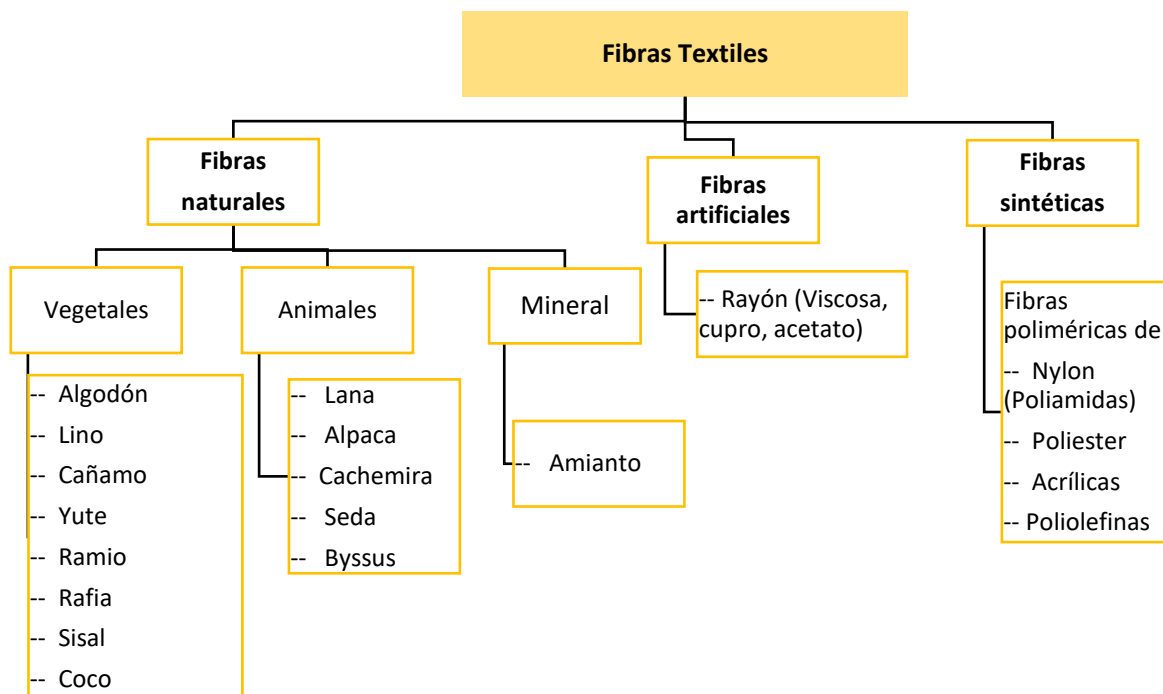 Fibras Textiles
Fibras
naturales
Fibras
artificiales
Fibras
sintéticas
Vegetales
Animales
Mineral
-- Algodón
-- Lino
-- Cañamo
-- Yute
-- Ramio
-- Rafia
-- Sisal
-- Coco
-- Lana
-- Alpaca
-- Cachemira
-- Seda
-- Byssus
-- Amianto
-- Rayón (Viscosa,
cupro, acetato)
Fibras
poliméricas de
-- Nylon
(Poliamidas)
-- Poliester
-- Acrílicas
-- Poliolefinas